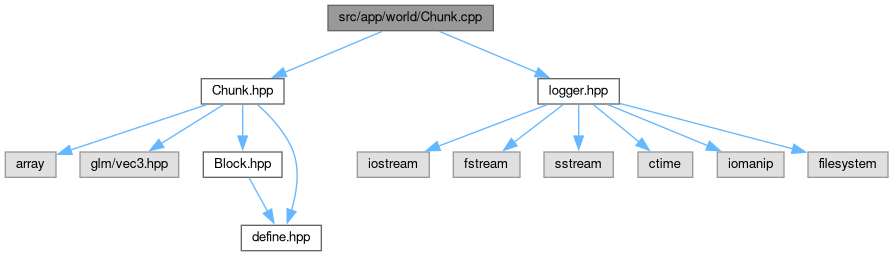 src/app/world/Chunk.cpp
Chunk.hpp
logger.hpp
array
glm/vec3.hpp
Block.hpp
iostream
fstream
sstream
ctime
iomanip
filesystem
define.hpp